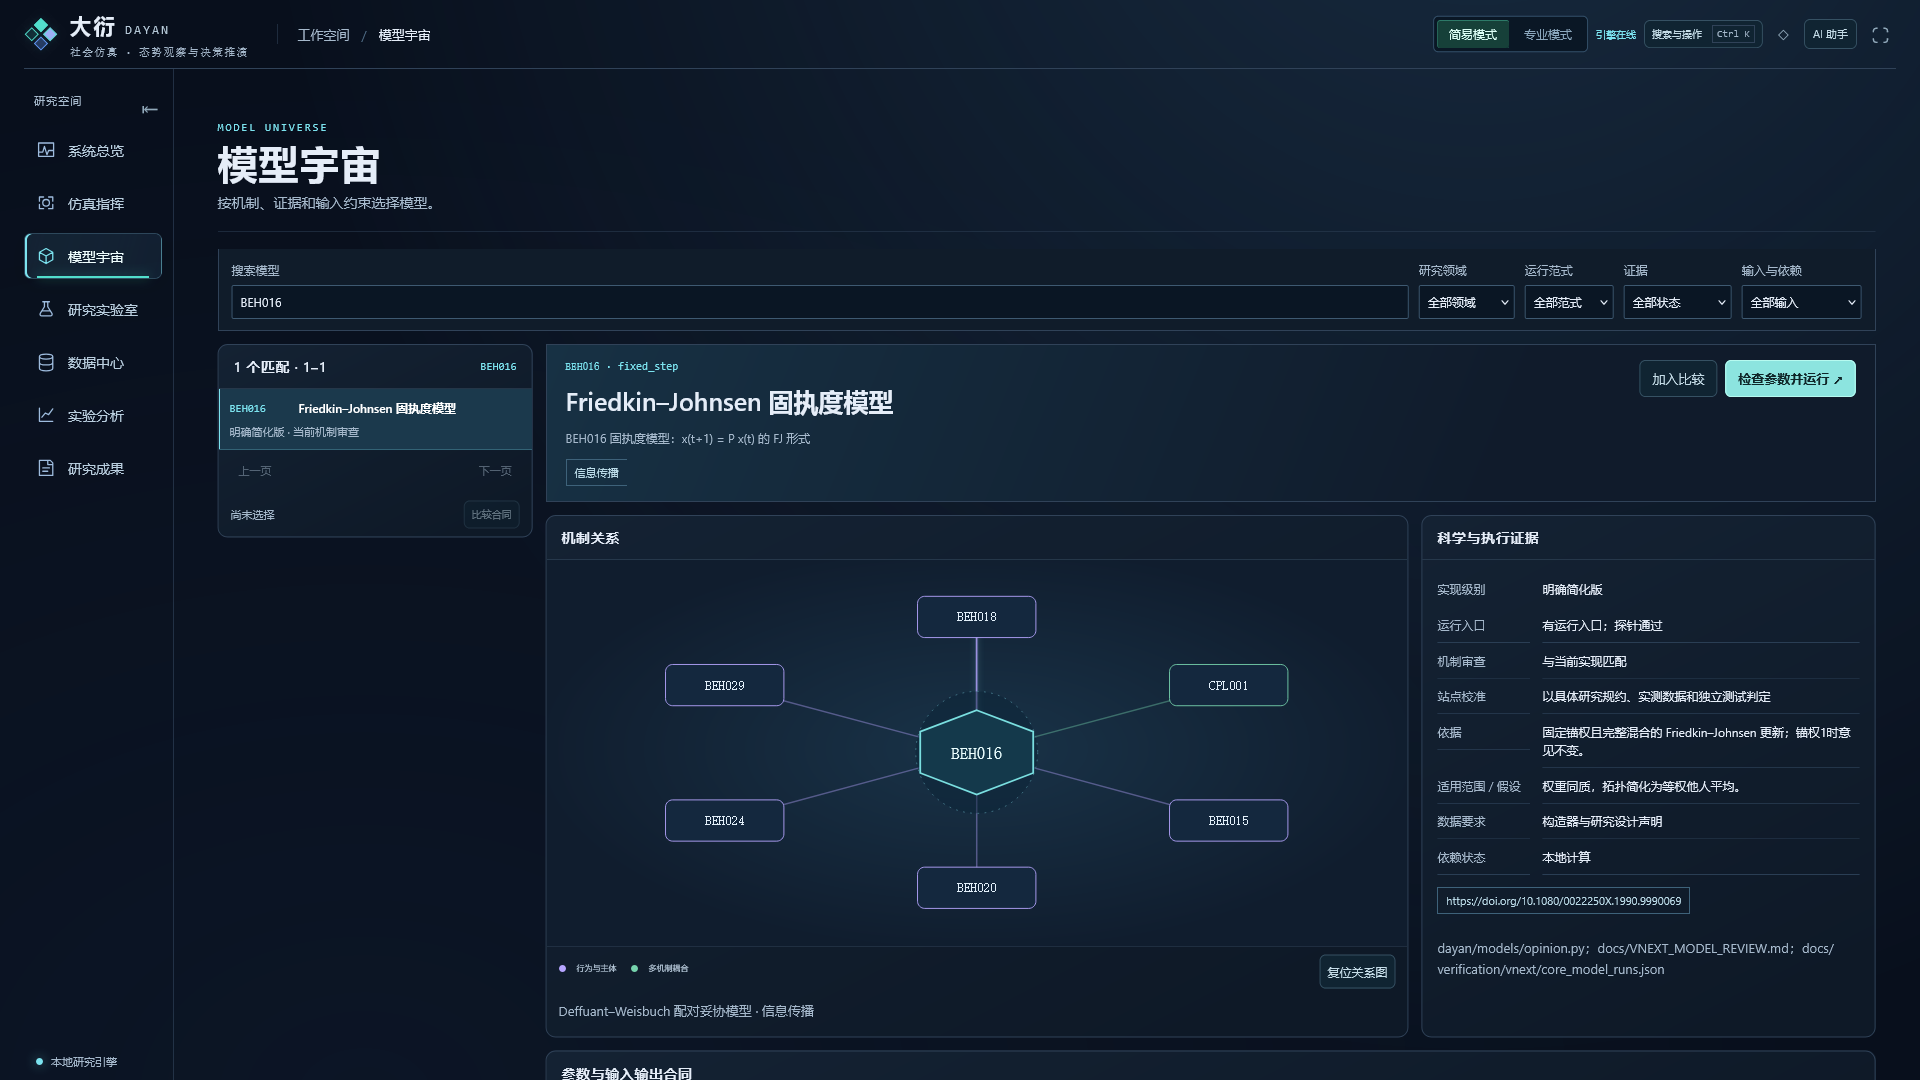 大衍 DAYAN
社会仿真 · 态势观察与决策推演
工作空间 / 模型宇宙
简易模式 专业模式
引擎在线
搜索与操作 Ctrl K
AI 助手
研究空间
系统总览
仿真指挥
模型宇宙
研究实验室
数据中心
实验分析
研究成果
本地研究引擎
MODEL UNIVERSE
模型宇宙
按机制、证据和输入约束选择模型。
搜索模型 研究领域 运行范式 证据 输入与依赖
BEH016 全部领域 全部范式 全部状态 全部输入
1 个匹配 · 1–1 BEH016
BEH016 Friedkin–Johnsen 固执度模型
明确简化版 · 当前机制审查
上一页 下一页
尚未选择 比较合同
BEH016 · fixed_step
Friedkin–Johnsen 固执度模型
BEH016 固执度模型：x(t+1) = P x(t) 的 FJ 形式
信息传播
加入比较 检查参数并运行 ↗
机制关系
BEH018
BEH029
CPL001
BEH016
BEH024
BEH015
BEH020
行为与主体 多机制耦合
复位关系图
Deffuant–Weisbuch 配对妥协模型 · 信息传播
科学与执行证据
实现级别 明确简化版
运行入口 有运行入口；探针通过
机制审查 与当前实现匹配
站点校准 以具体研究规约、实测数据和独立测试判定
依据 固定锚权且完整混合的 Friedkin–Johnsen 更新；锚权1时意
见不变。
适用范围 / 假设 权重同质，拓扑简化为等权他人平均。
数据要求 构造器与研究设计声明
依赖状态 本地计算
https://doi.org/10.1080/0022250X.1990.9990069
dayan/models/opinion.py；docs/VNEXT_MODEL_REVIEW.md；docs/
verification/vnext/core_model_runs.json
参数与输入输出合同